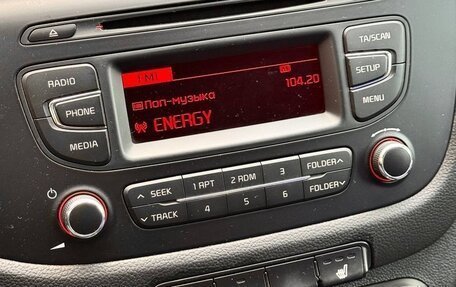 TA/SCAN
RADIO
FM1
SETUP
104.20
PHONE
Поп-музыка
MENU
ENERGY
MEDIA
SEEK 1 RPT 2 RDM 3 FOLDER
TRACK 4 5 6 FOLDER